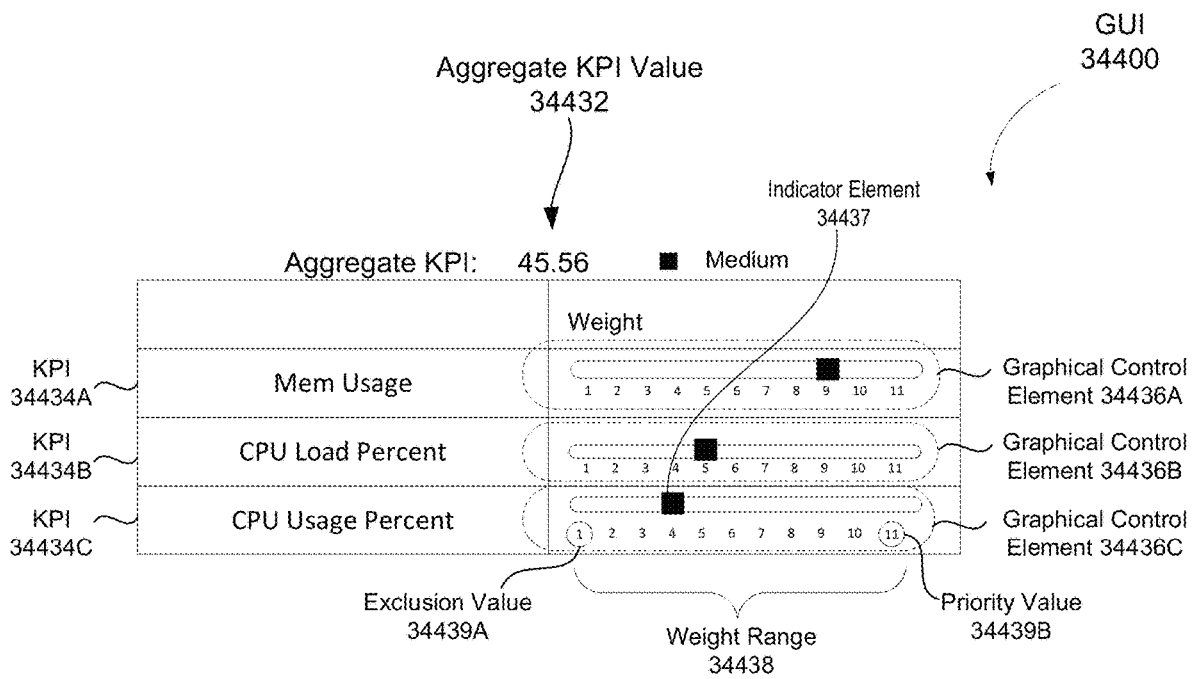 GUI
34400
Aggregate KPI Value
34432
Indicator Element
34437
Aggregate KPI: 45.56 Medium
Weight
KPI
34434A
Mem Usage
1 2 3 4 5 6 7 8 9 10 11
Graphical Control
Element 34436A
KPI
34434B
CPU Load Percent
1 2 3 4 5 6 7 8 9 10 11
Graphical Control
Element 34436B
KPI
34434C
CPU Usage Percent
1 2 3 4 5 6 7 8 9 10 11
Graphical Control
Element 34436C
Exclusion Value
34439A
Weight Range
34438
Priority Value
34439B